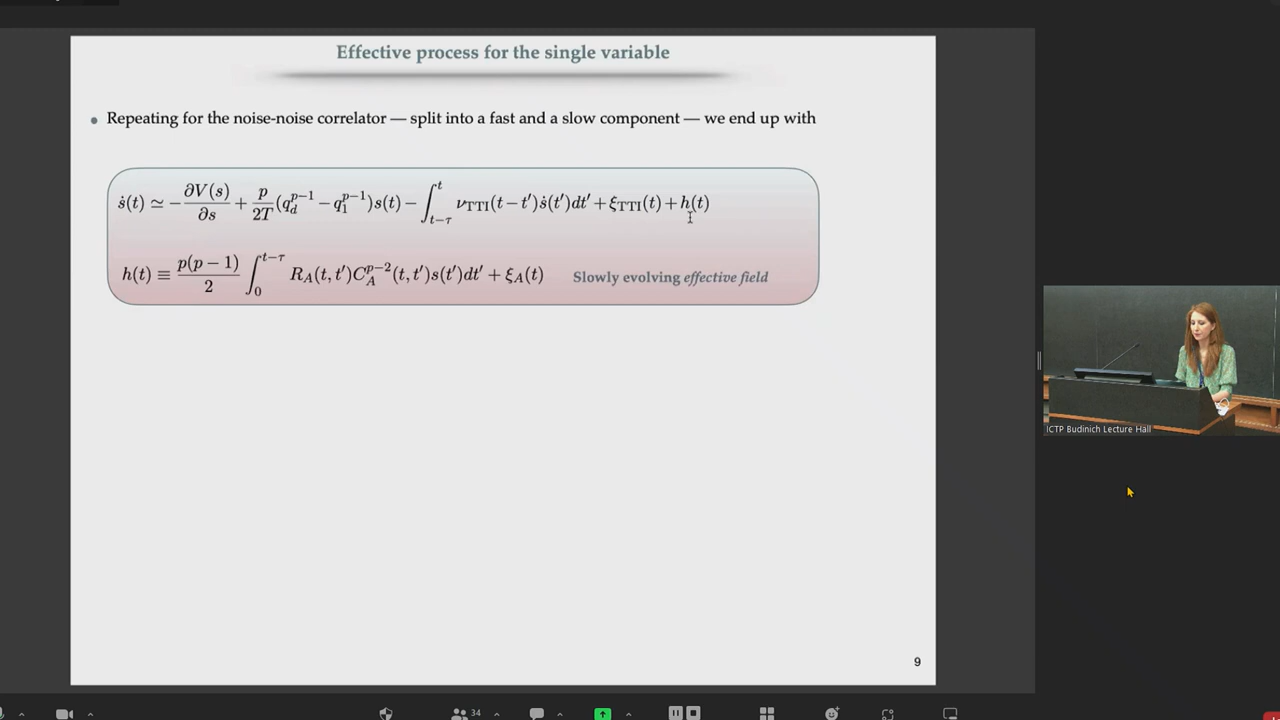 Effective process for the single variable
• Repeating for the noise-noise correlator — split into a fast and a slow component — we end up with
ṡ(t) ≃ −∂V(s)/∂s + p/2T (q_d^{p−1} − q_1^{p−1})s(t) − ∫_{t−τ}^{t} ν_TTI(t−t′)ṡ(t′)dt′ + ξ_TTI(t) + h(t)
h(t) ≡ p(p−1)/2 ∫_0^{t−τ} R_A(t,t′)C_A^{p−2}(t,t′)s(t′)dt′ + ξ_A(t) Slowly evolving effective field
ICTP Budinich Lecture Hall
9
34